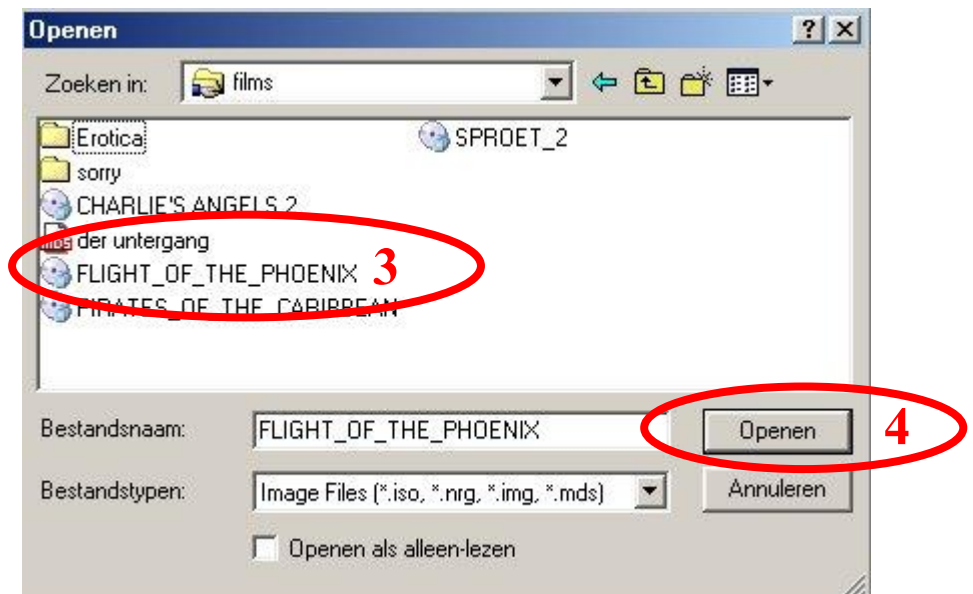 Openen
Zoeken in: films
Erotica SPROET_2
sorry
CHARLIE'S ANGELS 2
mds der untergang
FLIGHT_OF_THE_PHOENIX 3
PIRATES_OF_THE_CARIBBEAN
Bestandsnaam: FLIGHT_OF_THE_PHOENIX Openen 4
Bestandstypen: Image Files (*.iso, *.nrg, *.img, *.mds) Annuleren
Openen als alleen-lezen